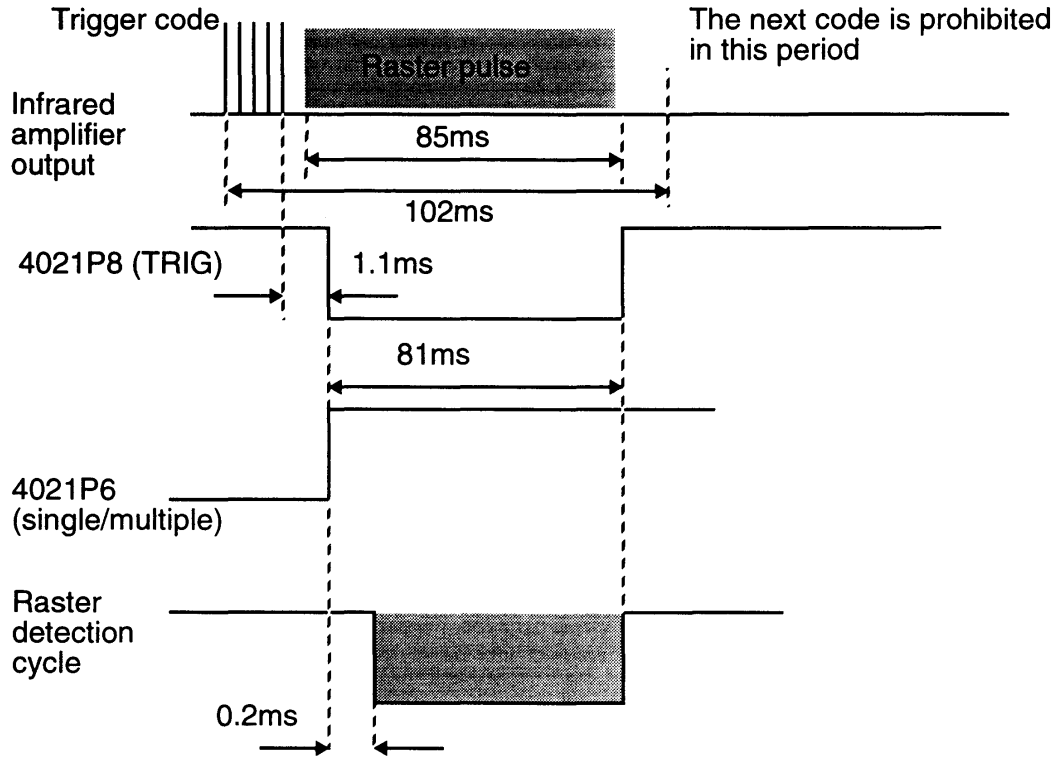 Trigger code
The next code is prohibited
in this period
Raster pulse
Infrared
amplifier
output
85ms
102ms
4021P8 (TRIG)
1.1ms
81ms
4021P6
(single/multiple)
Raster
detection
cycle
0.2ms